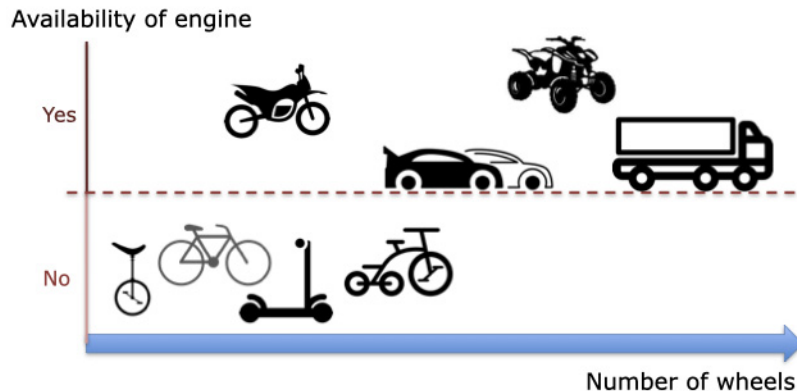 Availability of engine
Yes
No
Number of wheels